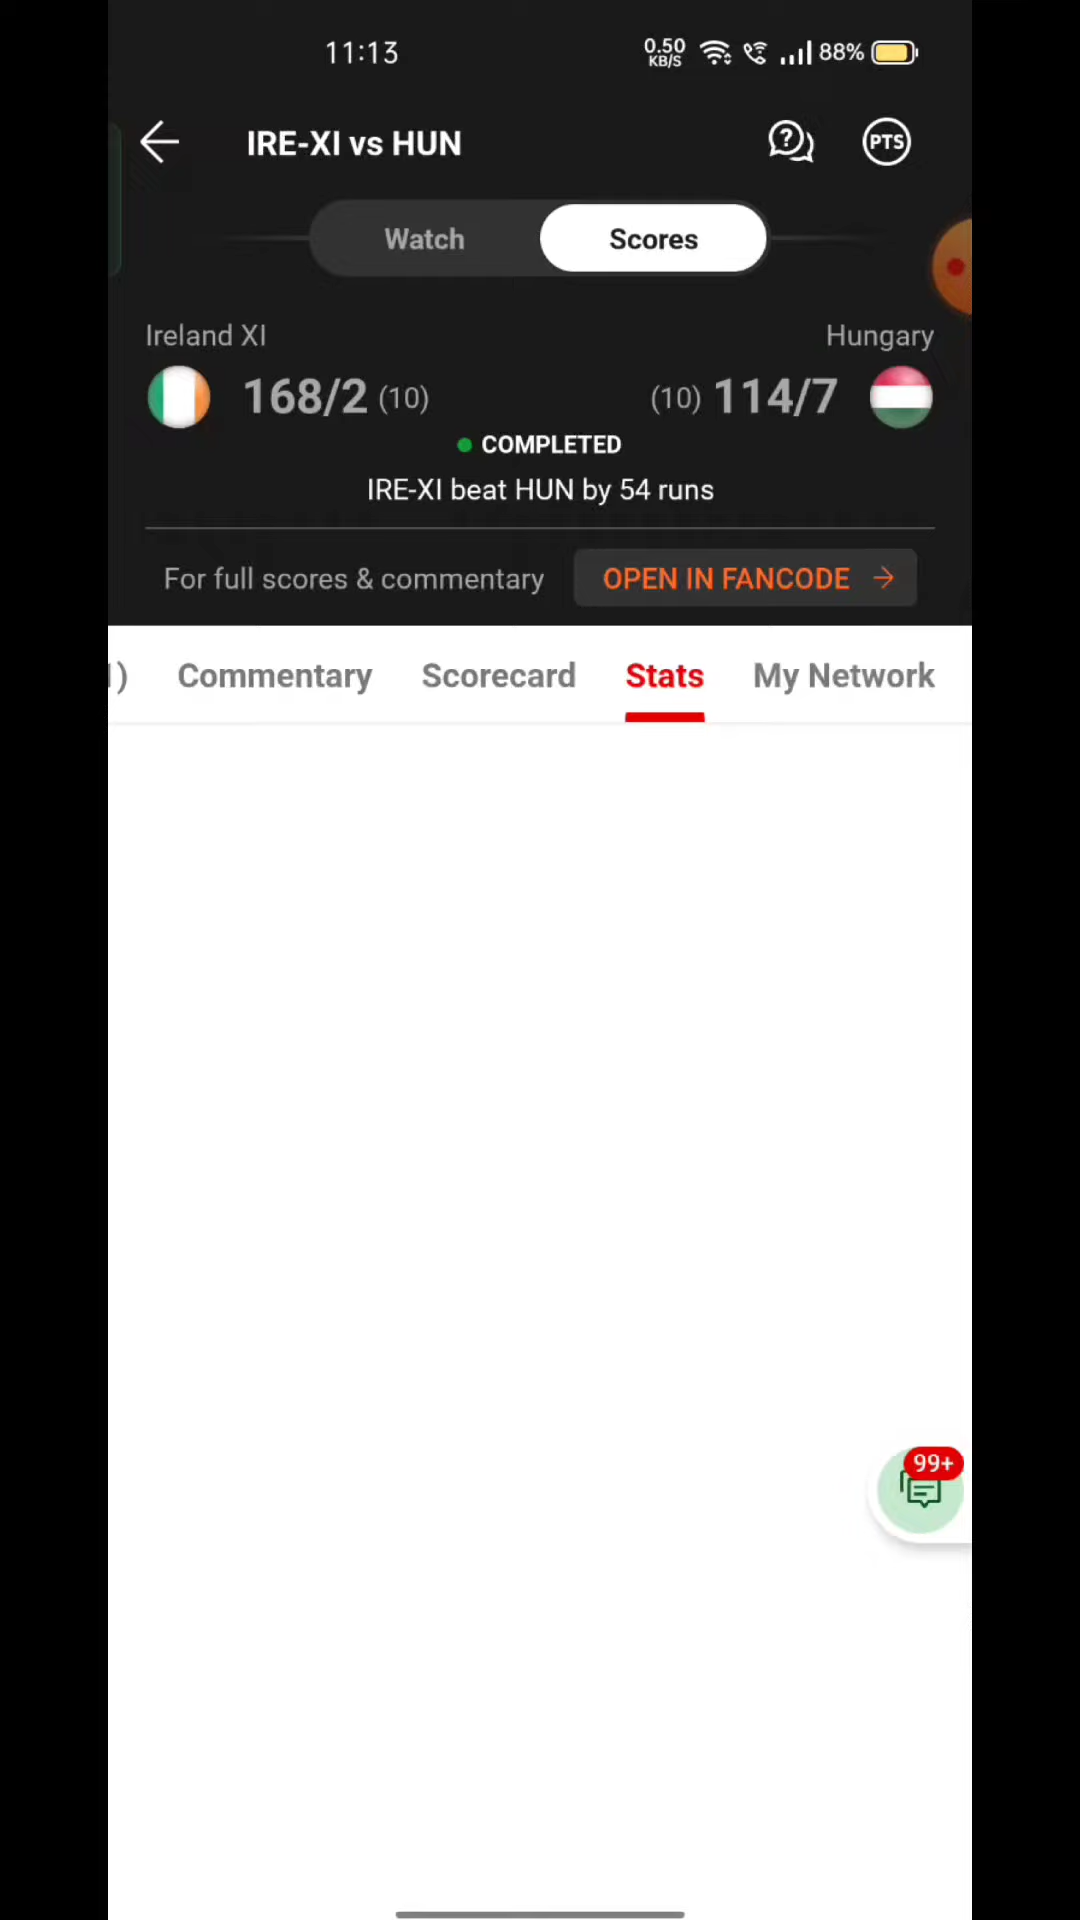 11:13 0.50 KB/S 88%
IRE-XI vs HUN PTS
Watch Scores
Ireland XI Hungary
168/2 (10) (10) 114/7
COMPLETED
IRE-XI beat HUN by 54 runs
For full scores & commentary OPEN IN FANCODE
) Commentary Scorecard Stats My Network
99+